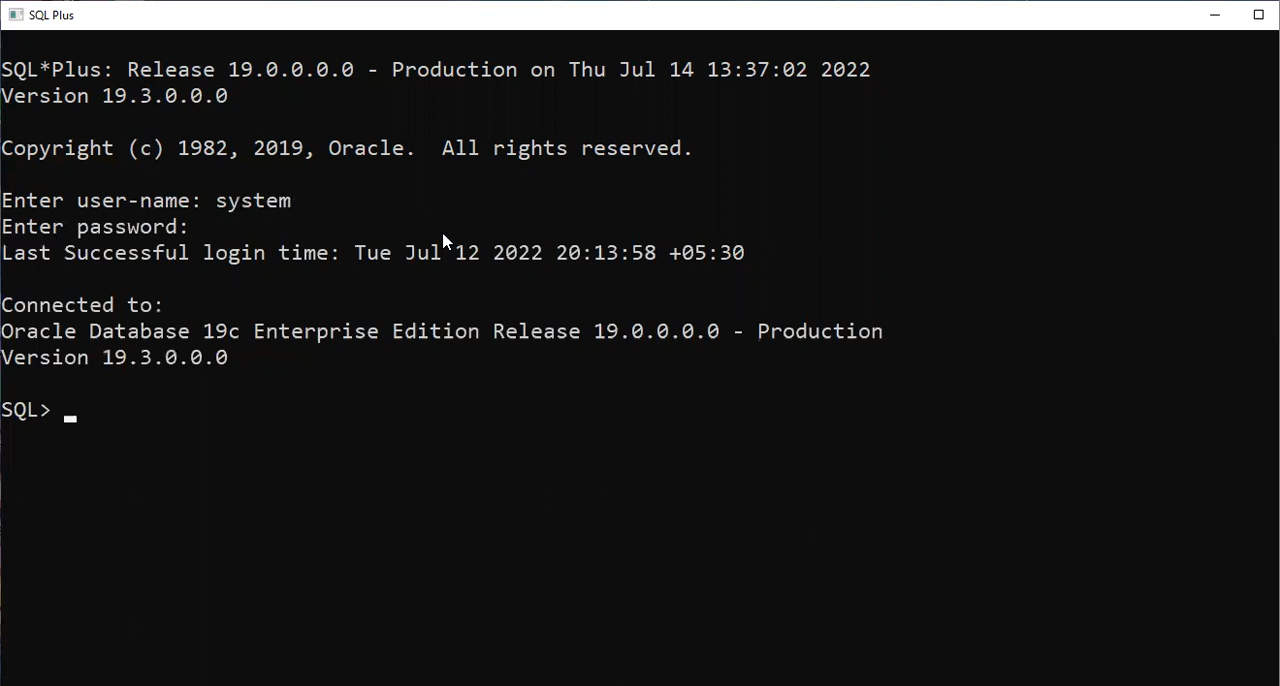 SQL Plus
SQL*Plus: Release 19.0.0.0.0 - Production on Thu Jul 14 13:37:02 2022
Version 19.3.0.0.0
Copyright (c) 1982, 2019, Oracle.  All rights reserved.
Enter user-name: system
Enter password:
Last Successful login time: Tue Jul 12 2022 20:13:58 +05:30
Connected to:
Oracle Database 19c Enterprise Edition Release 19.0.0.0.0 - Production
Version 19.3.0.0.0
SQL>